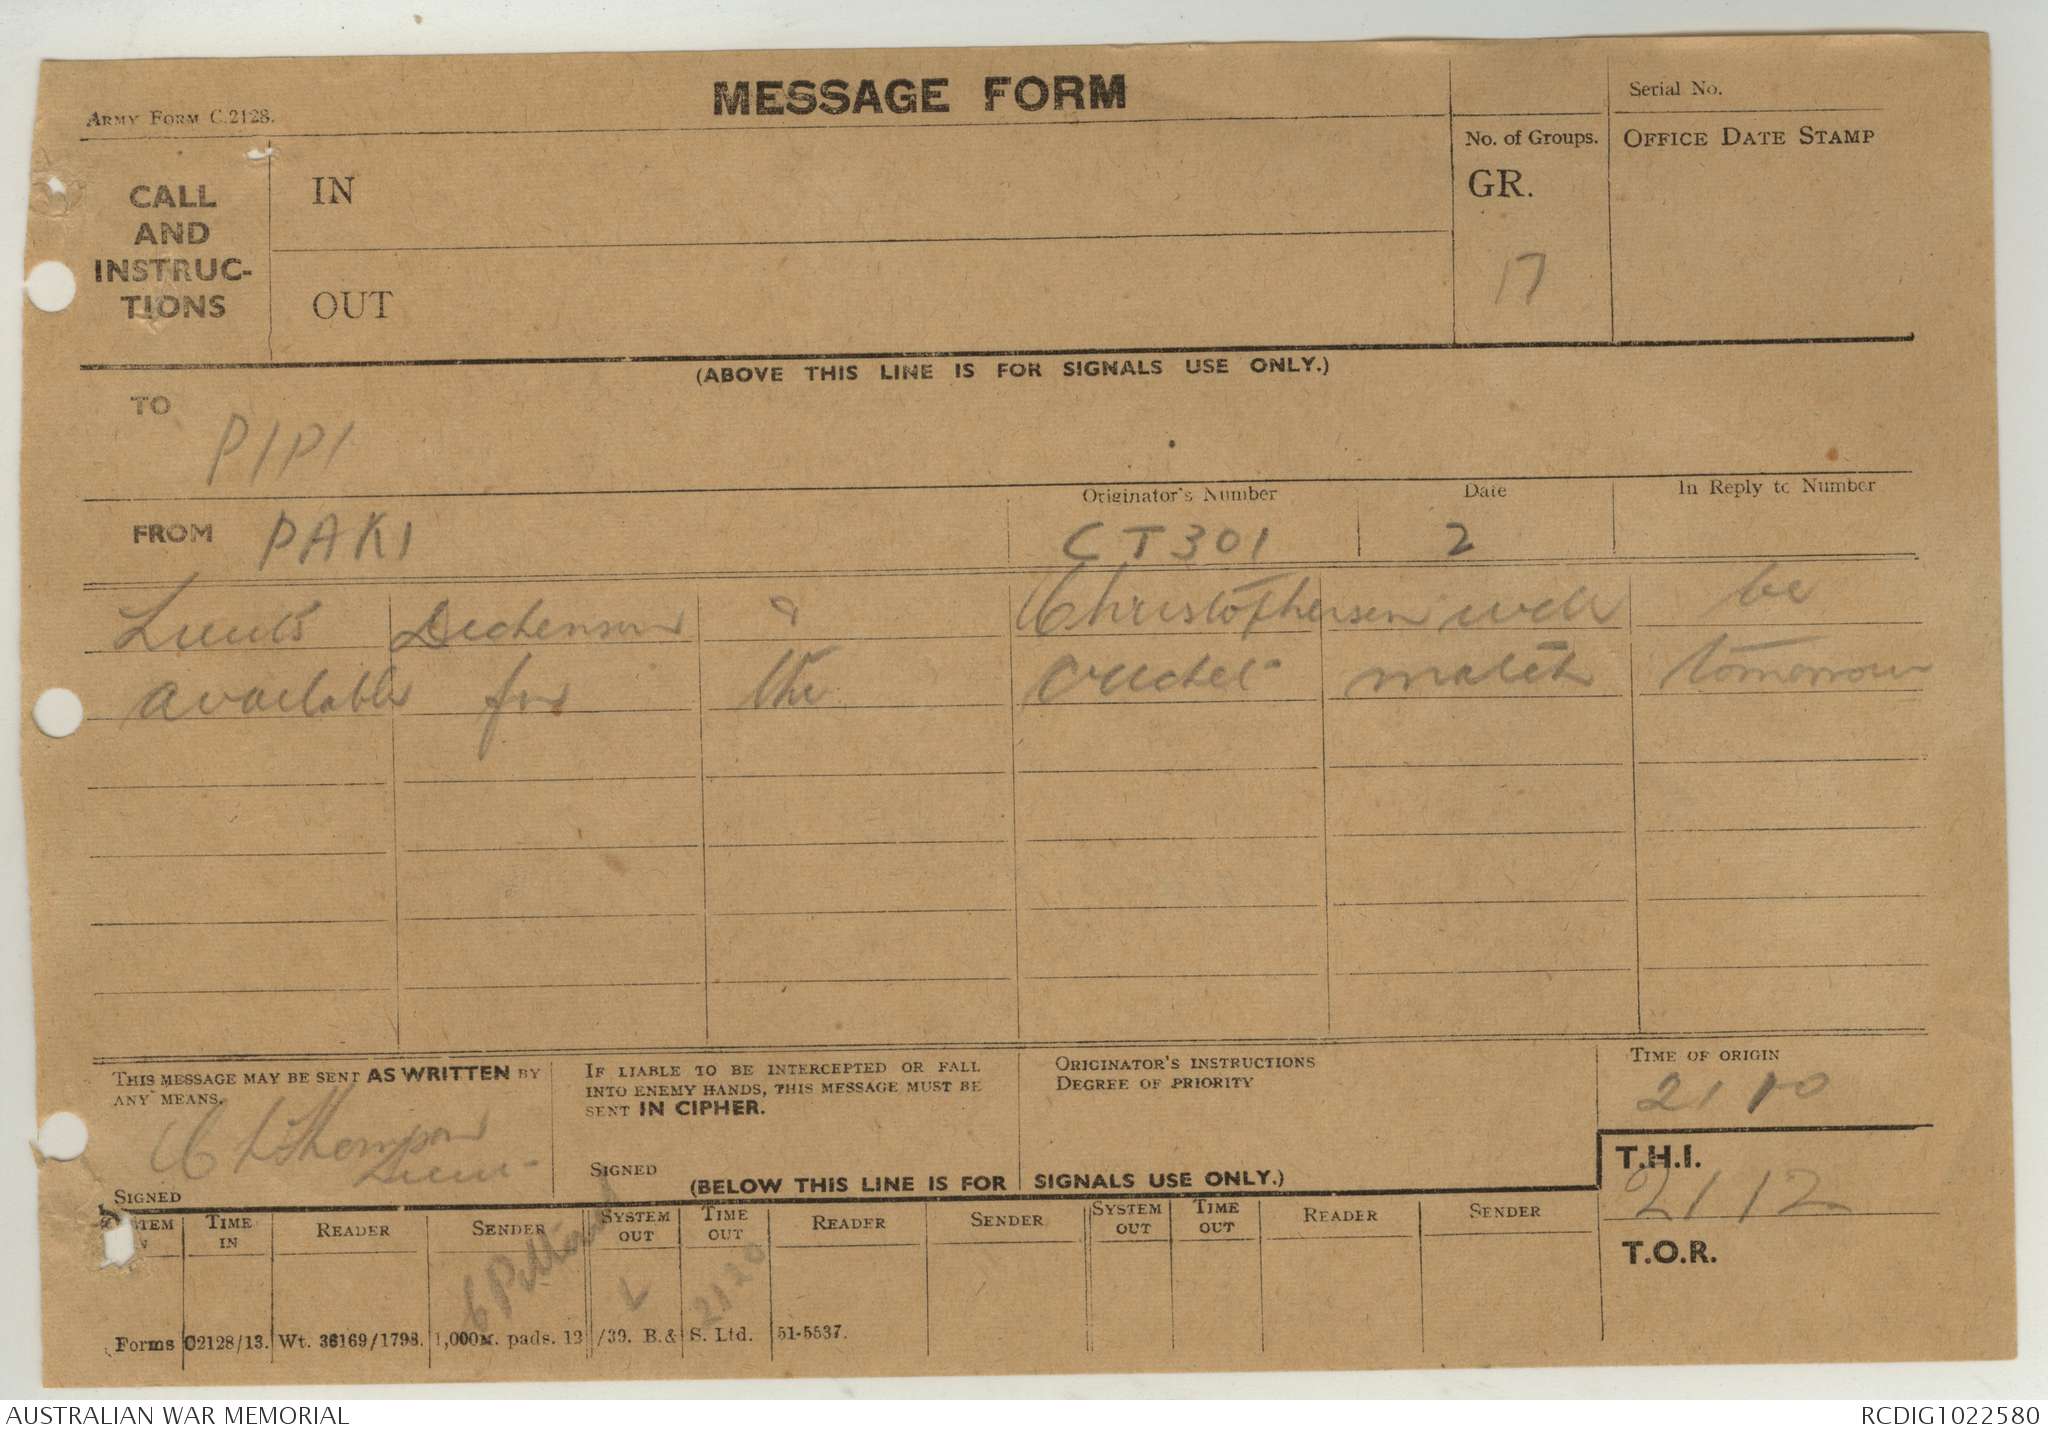 ARMY FORM C.2128.
MESSAGE FORM
Serial No.
CALL AND INSTRUC-TIONS
IN
OUT
No. of Groups.
GR.
17
OFFICE DATE STAMP
(ABOVE THIS LINE IS FOR SIGNALS USE ONLY.)
TO
PIPI
FROM PAKI
Originator's Number
CT301
Date
2
In Reply to Number
Lieuts Dickenson & Christophersen will be
available for the cricket match tomorrow
THIS MESSAGE MAY BE SENT AS WRITTEN BY
ANY MEANS.
Thompson
Lieut
SIGNED
IF LIABLE TO BE INTERCEPTED OR FALL
INTO ENEMY HANDS, THIS MESSAGE MUST BE
SENT IN CIPHER.
SIGNED
ORIGINATOR'S INSTRUCTIONS
DEGREE OF PRIORITY
TIME OF ORIGIN
2110
(BELOW THIS LINE IS FOR SIGNALS USE ONLY.)
T.H.I.
2112
T.O.R.
TIME IN
READER
SENDER
SYSTEM OUT
L
TIME OUT
2120
READER
SENDER
SYSTEM OUT
TIME OUT
READER
SENDER
Forms C2128/13. Wt. 36169/1798. 1,000M. pads. 12/39. B.& S. Ltd. 51-5537.
AUSTRALIAN WAR MEMORIAL
RCDIG1022580